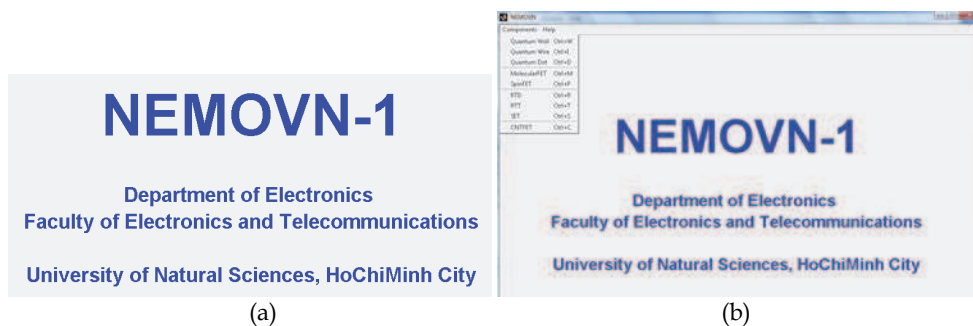 NEMOVN-1
Department of Electronics
Faculty of Electronics and Telecommunications
University of Natural Sciences, HoChiMinh City
(a)
NEMOVN
Components Help
Quantum Well Ctrl+W
Quantum Wire Ctrl+L
Quantum Dot Ctrl+D
MoleculeFET Ctrl+M
SpinFET Ctrl+P
RTD Ctrl+R
RTT Ctrl+T
SET Ctrl+S
CNTFET Ctrl+C
NEMOVN-1
Department of Electronics
Faculty of Electronics and Telecommunications
University of Natural Sciences, HoChiMinh City
(b)